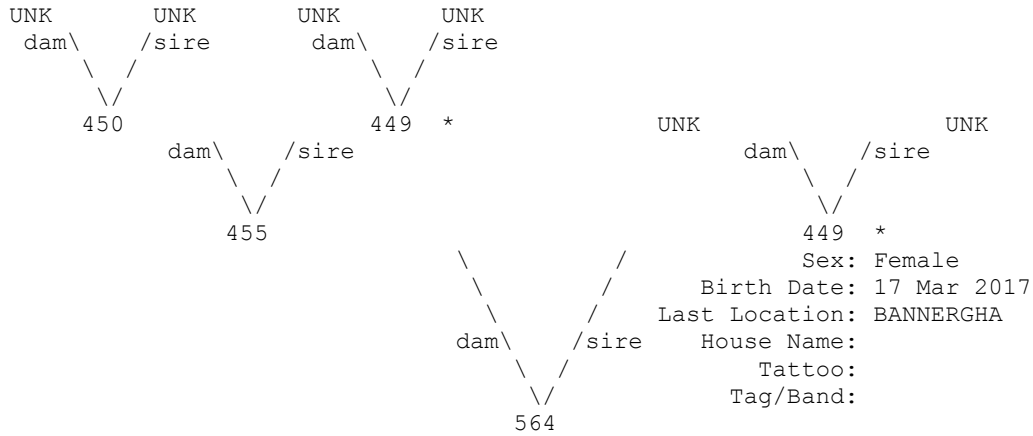 UNK UNK UNK UNK
dam\ /sire dam\ /sire
\ / \ /
\/ \/
450 449 * UNK UNK
dam\ /sire dam\ /sire
\ / \ /
\/ \/
455 449 *
\ / Sex: Female
\ / Birth Date: 17 Mar 2017
\ / Last Location: BANNERGHA
dam\ /sire House Name:
\ / Tattoo:
\/ Tag/Band:
564